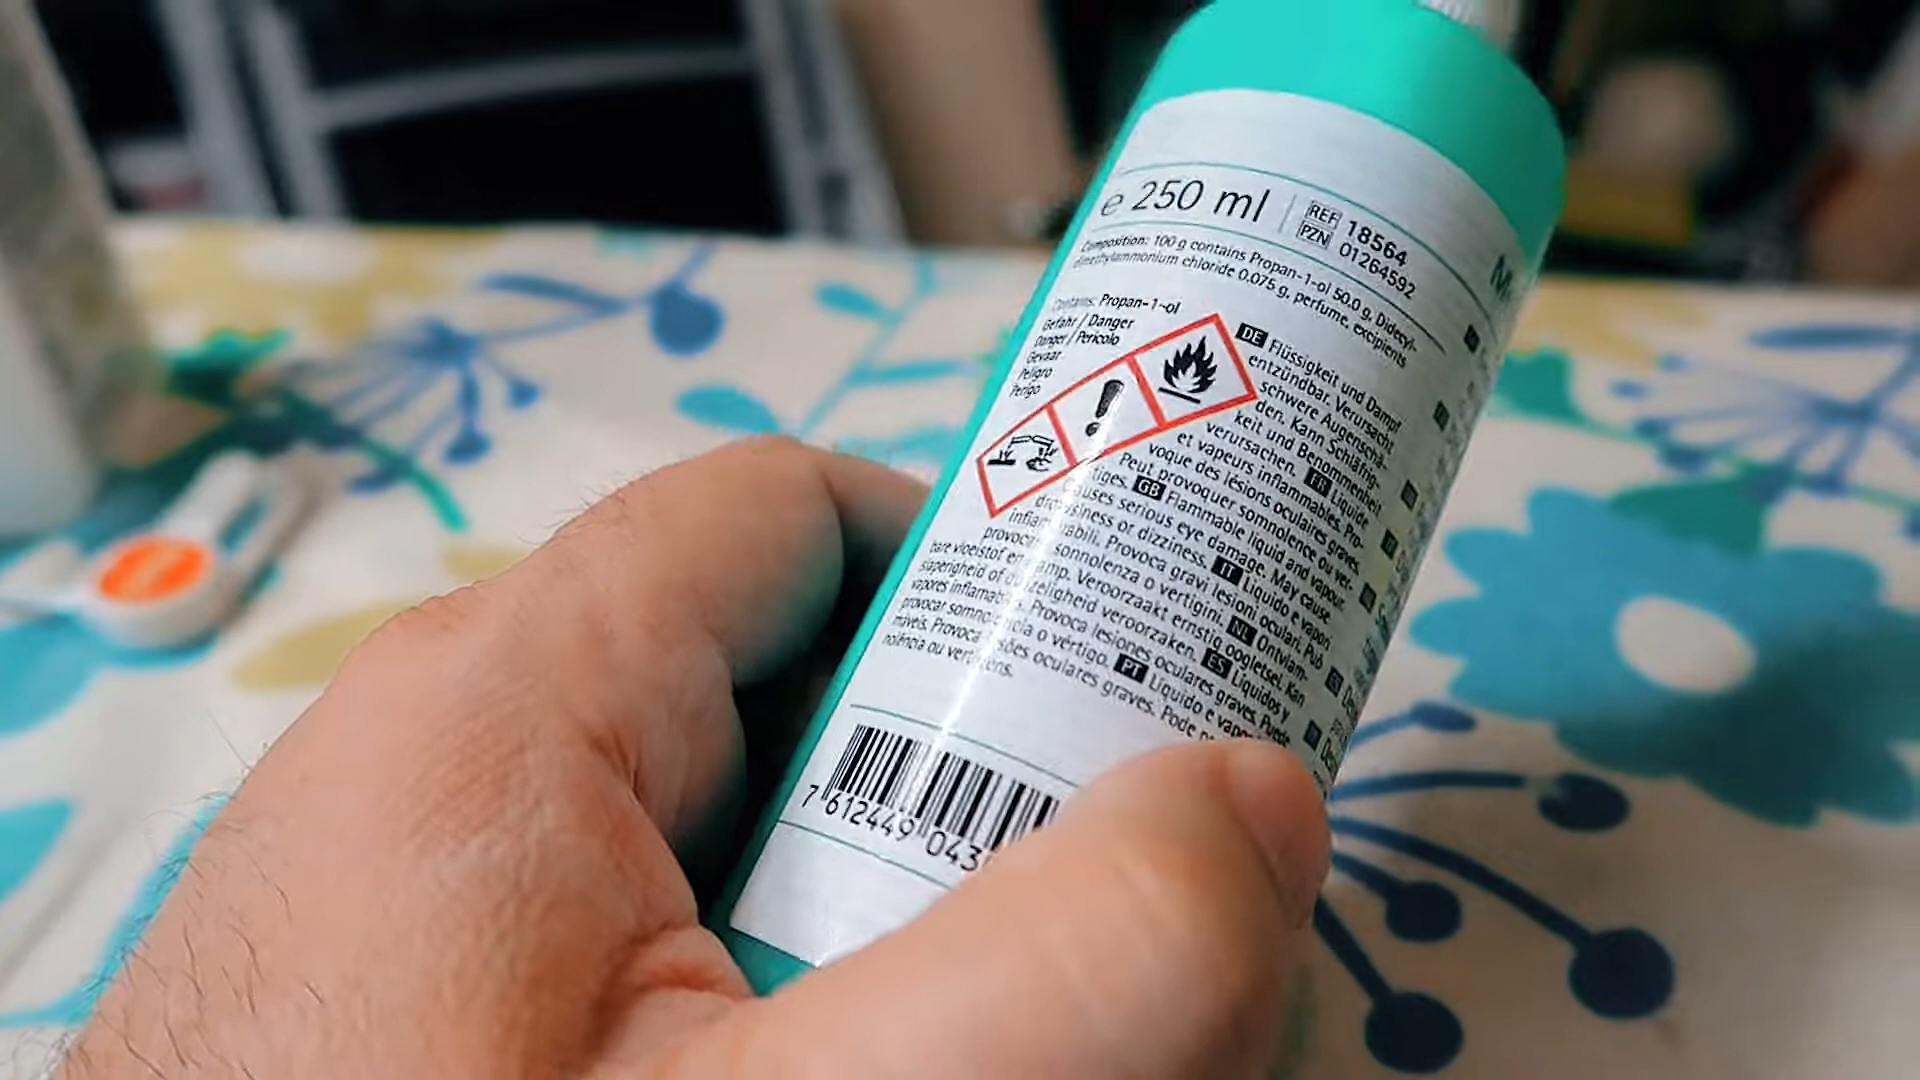 e 250 ml
REF 18564
PZN 01264592
Composition: 100 g contains Propan-1-ol 50.0 g, Didecyl-
dimethylammonium chloride 0.075 g, perfume, excipients
Contains: Propan-1-ol
Gefahr / Danger
Danger / Pericolo
Gevaar
Peligro
Perigo
DE Flüssigkeit und Dampf
entzündbar. Verursacht
schwere Augenschä-
den. Kann Schläfrig-
keit und Benommenheit
verursachen. FR Liquide
et vapeurs inflammables. Pro-
voque des lésions oculaires graves.
Peut provoquer somnolence ou ver-
tiges. GB Flammable liquid and vapour.
Causes serious eye damage. May cause
drowsiness or dizziness. IT Liquido e vapori
infiammabili. Provoca gravi lesioni oculari. Può
provocare sonnolenza o vertigini. NL Ontvlam-
bare vloeistof en damp. Veroorzaakt ernstig oogletsel. Kan
slaperigheid of duizeligheid veroorzaken. ES Líquidos y
vapores inflamables. Provoca lesiones oculares graves. Puede
provocar somnolencia o vértigo. PT Líquido e vapor
máveis. Provoca lesões oculares graves. Pode
nolência ou vertigens.
7 612449 043